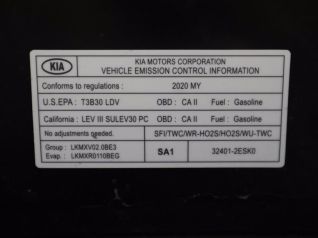 KIA
KIA MOTORS CORPORATION
VEHICLE EMISSION CONTROL INFORMATION
Conforms to regulations : 2020 MY
U.S.EPA : T3B30 LDV OBD : CA II Fuel : Gasoline
California : LEV III SULEV30 PC OBD : CA II Fuel : Gasoline
No adjustments needed. SFI/TWC/WR-HO2S/HO2S/WU-TWC
Group : LKMXV02.0BE3
Evap. : LKMXR0110BEG
SA1 32401-2ESK0